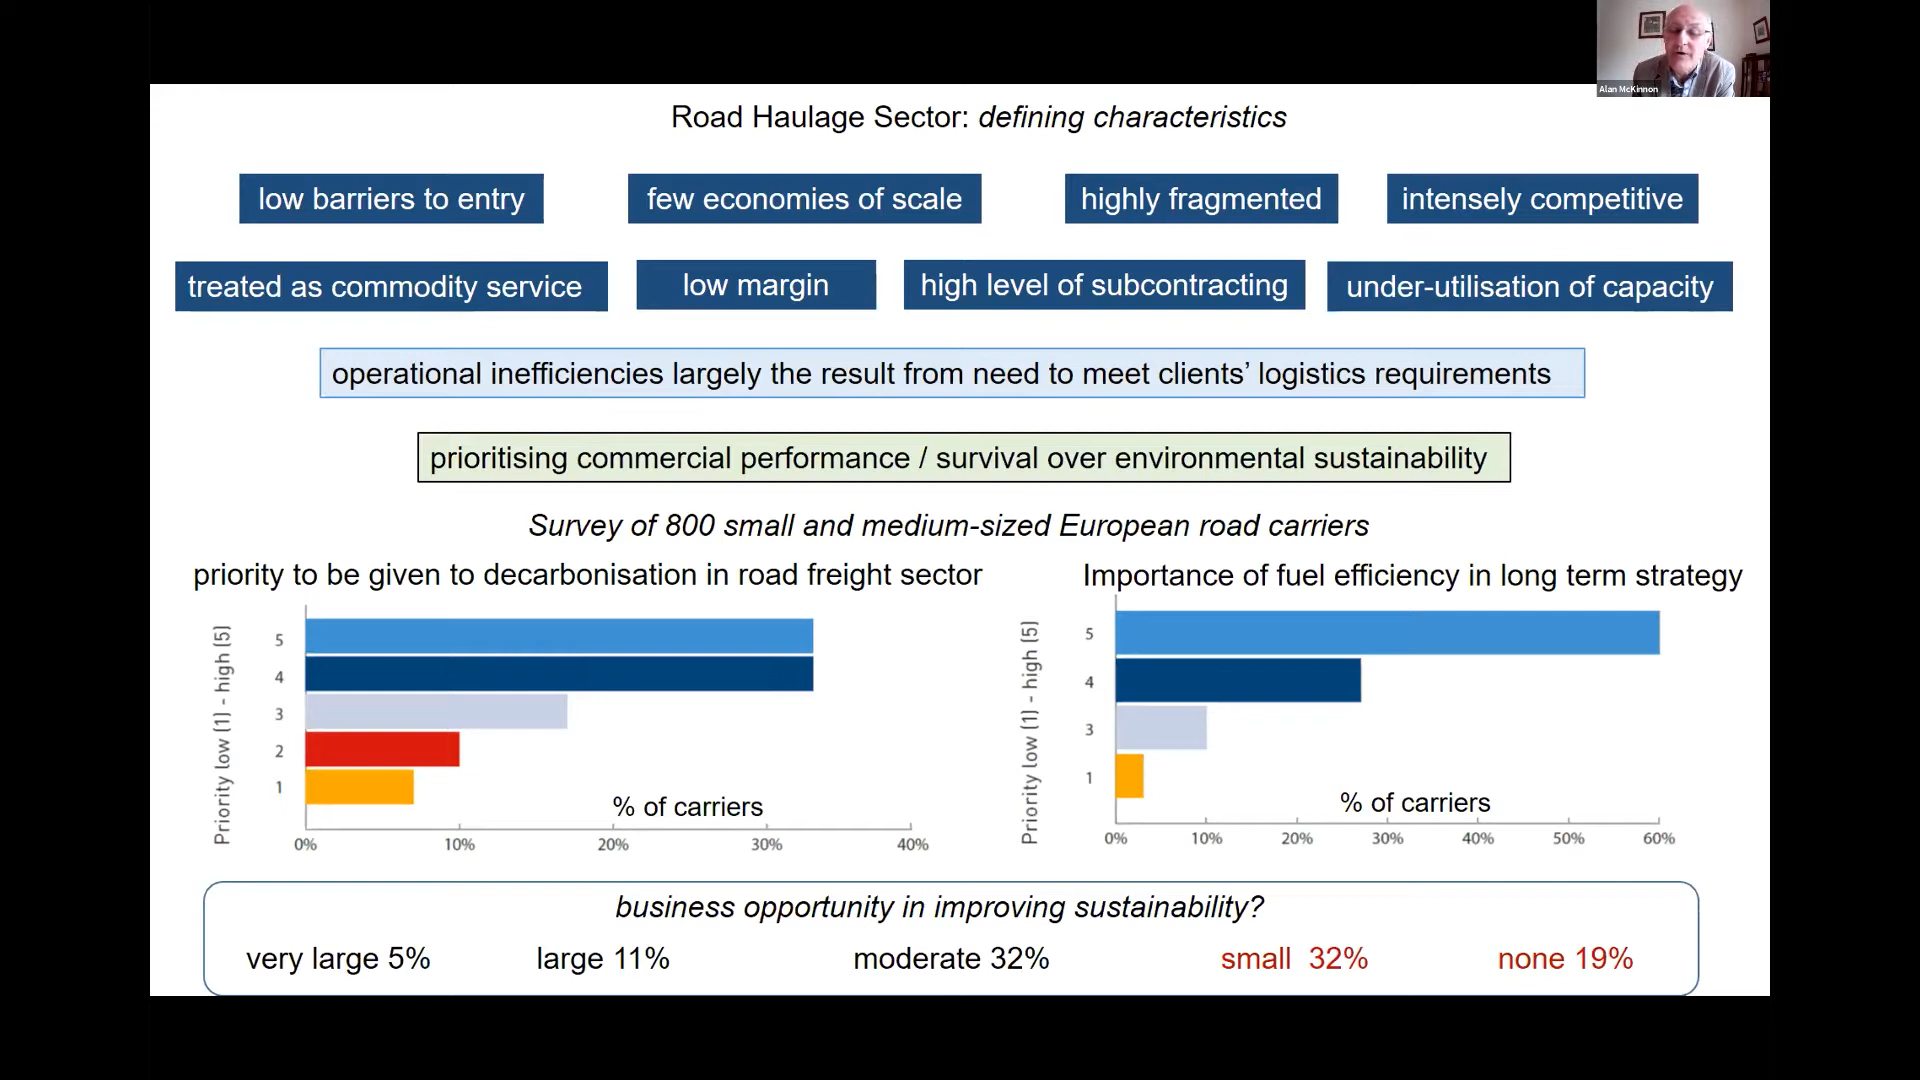 Alan McKinnon
Road Haulage Sector: defining characteristics
low barriers to entry
few economies of scale
highly fragmented
intensely competitive
treated as commodity service
low margin
high level of subcontracting
under-utilisation of capacity
operational inefficiencies largely the result from need to meet clients’ logistics requirements
prioritising commercial performance / survival over environmental sustainability
Survey of 800 small and medium-sized European road carriers
priority to be given to decarbonisation in road freight sector
Priority low (1) - high (5)
5
4
3
2
1
% of carriers
0% 10% 20% 30% 40%
Importance of fuel efficiency in long term strategy
Priority low (1) - high (5)
5
4
3
1
% of carriers
0% 10% 20% 30% 40% 50% 60%
business opportunity in improving sustainability?
very large 5% large 11% moderate 32% small 32% none 19%